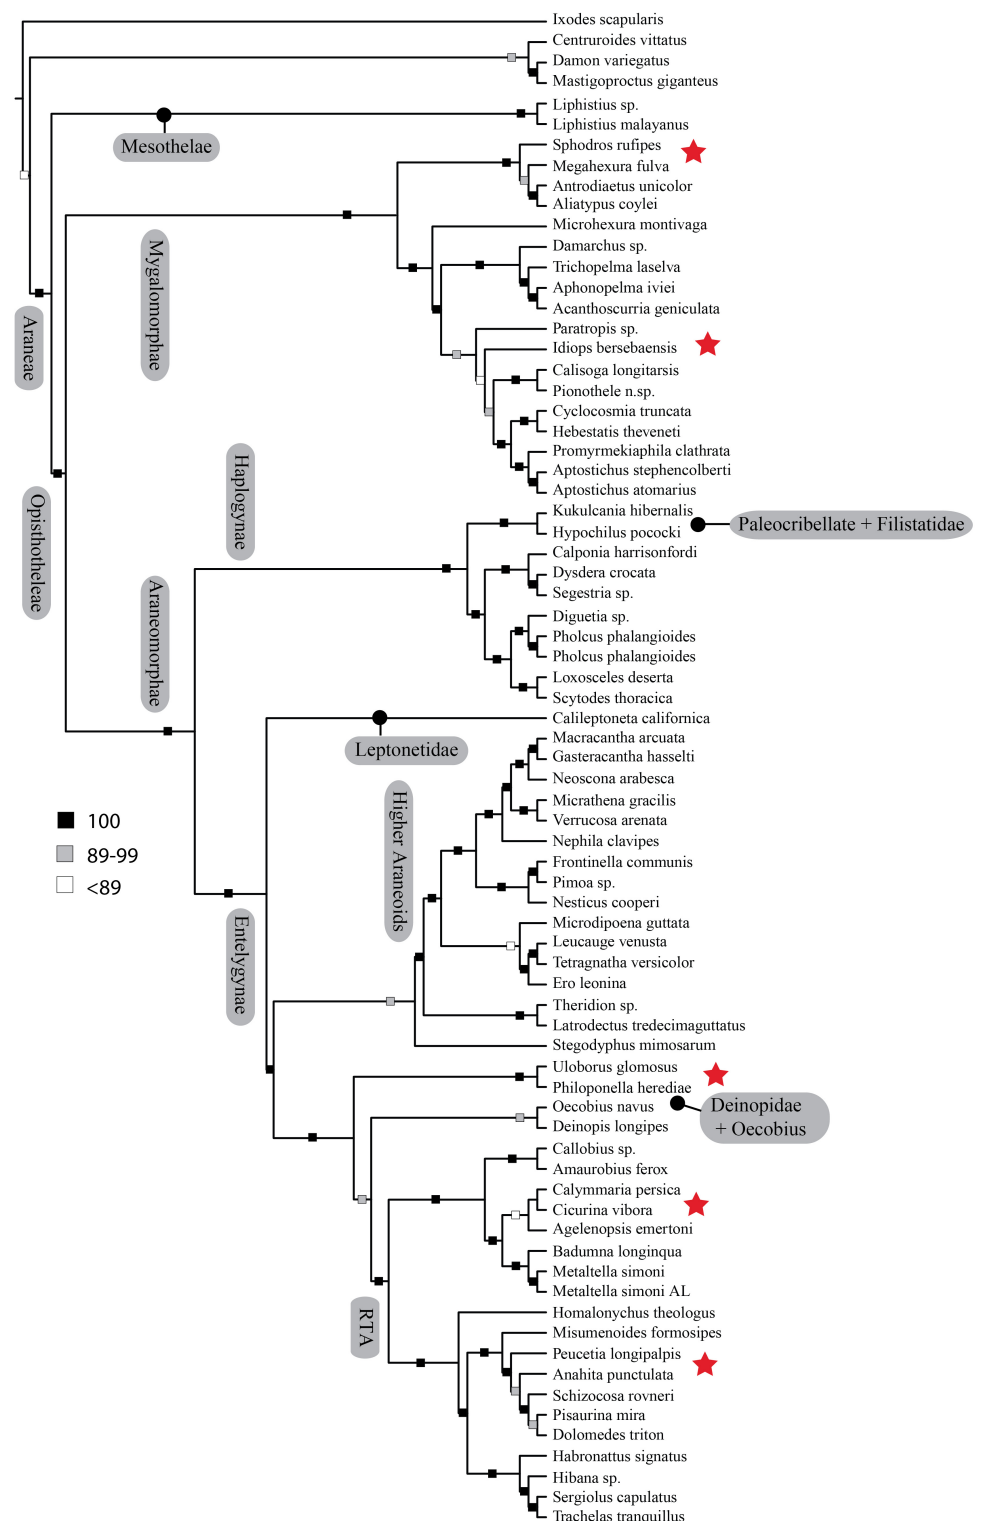 Ixodes scapularis
Centruroides vittatus
Damon variegatus
Mastigoproctus giganteus
Liphistius sp.
Liphistius malayanus
Mesothelae
Sphodros rufipes
Megahexura fulva
Antrodiaetus unicolor
Aliatypus coylei
Microhexura montivaga
Mygalomorphae
Damarchus sp.
Trichopelma laselva
Aphonopelma iviei
Acanthoscurria geniculata
Araneae
Paratropis sp.
Idiops bersebaensis
Calisoga longitarsis
Pionothele n.sp.
Cyclocosmia truncata
Hebestatis theveneti
Promyrmekiaphila clathrata
Aptostichus stephencolberti
Aptostichus atomarius
Haplogynae
Opisthotheleae
Kukulcania hibernalis
Hypochilus pococki
Paleocribellate + Filistatidae
Calponia harrisonfordi
Dysdera crocata
Segestria sp.
Araneomorphae
Diguetia sp.
Pholcus phalangioides
Pholcus phalangioides
Loxosceles deserta
Scytodes thoracica
Calileptoneta californica
Leptonetidae
Macracantha arcuata
Gasteracantha hasselti
Neoscona arabesca
Higher Araneoids
Micrathena gracilis
Verrucosa arenata
Nephila clavipes
100
89-99
<89
Frontinella communis
Pimoa sp.
Nesticus cooperi
Entelygynae
Microdipoena guttata
Leucauge venusta
Tetragnatha versicolor
Ero leonina
Theridion sp.
Latrodectus tredecimaguttatus
Stegodyphus mimosarum
Uloborus glomosus
Philoponella herediae
Oecobius navus
Deinopis longipes
Deinopidae
+ Oecobius
Callobius sp.
Amaurobius ferox
Calymmaria persica
Cicurina vibora
Agelenopsis emertoni
Badumna longinqua
Metaltella simoni
Metaltella simoni AL
RTA
Homalonychus theologus
Misumenoides formosipes
Peucetia longipalpis
Anahita punctulata
Schizocosa rovneri
Pisaurina mira
Dolomedes triton
Habronattus signatus
Hibana sp.
Sergiolus capulatus
Trachelas tranquillus